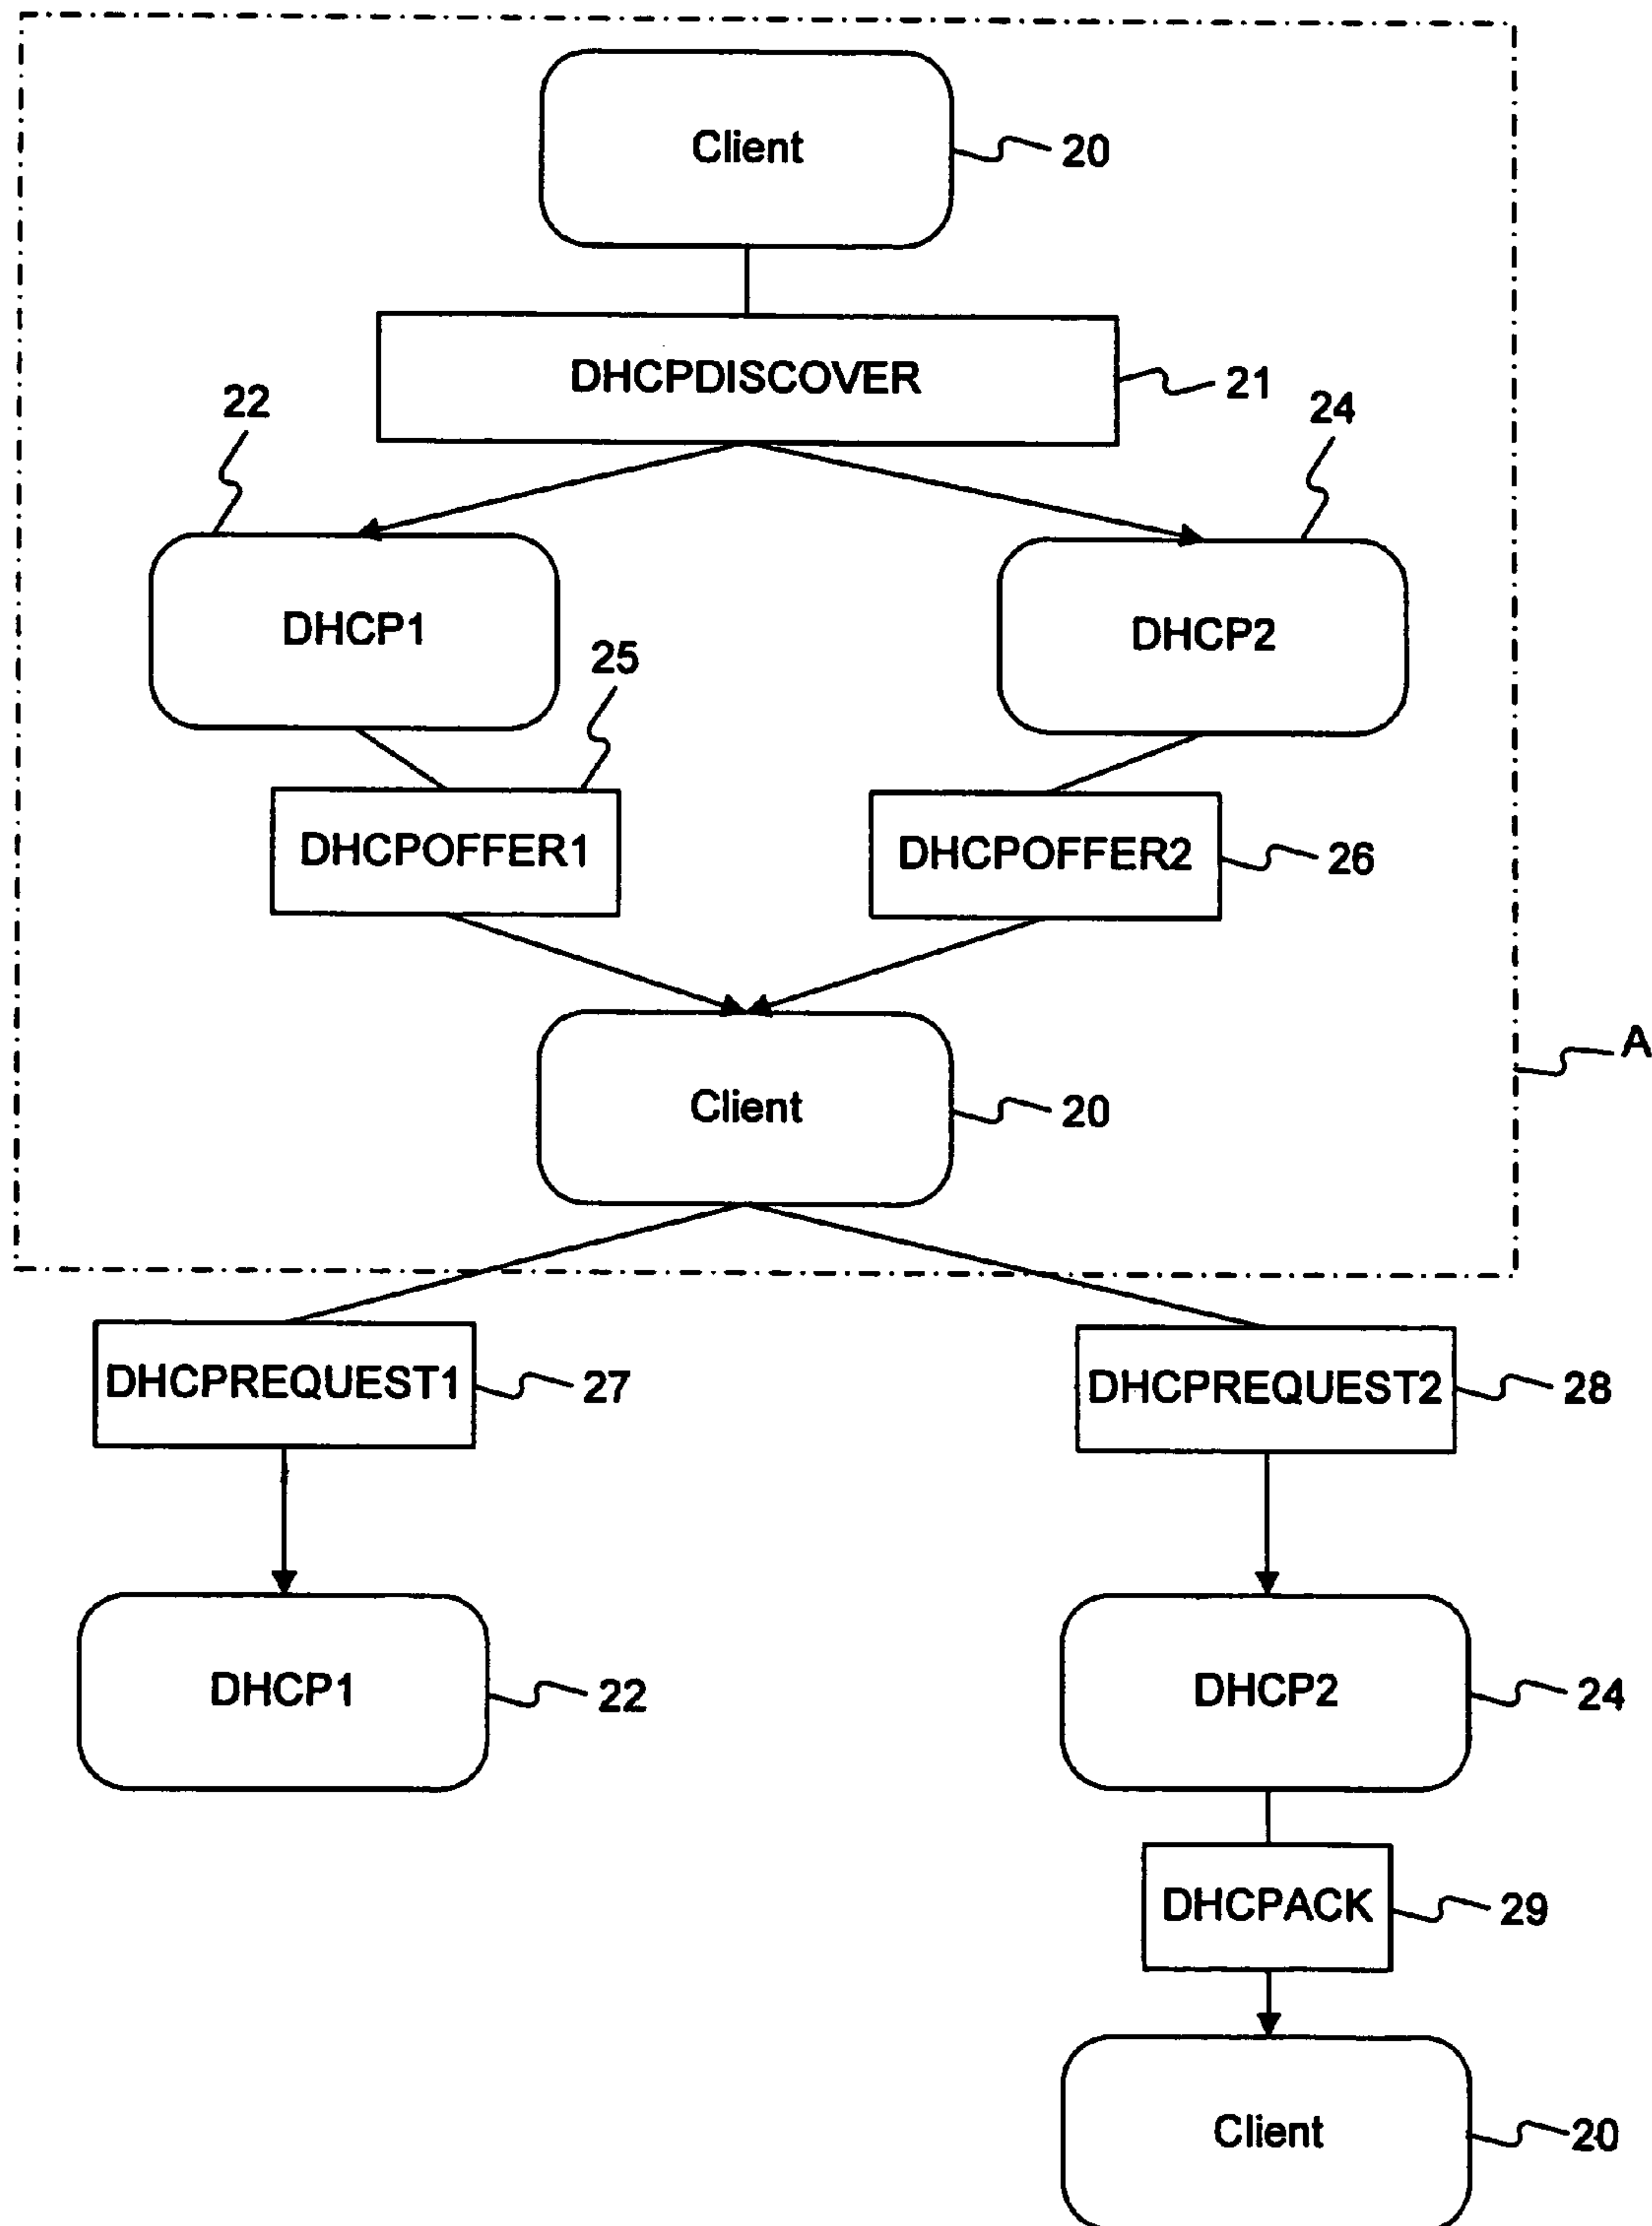 Client
20
DHCPDISCOVER
21
22
24
DHCP1
DHCP2
25
DHCPOFFER1
DHCPOFFER2
26
A
Client
20
DHCPREQUEST1
27
DHCPREQUEST2
28
DHCP1
22
DHCP2
24
DHCPACK
29
Client
20